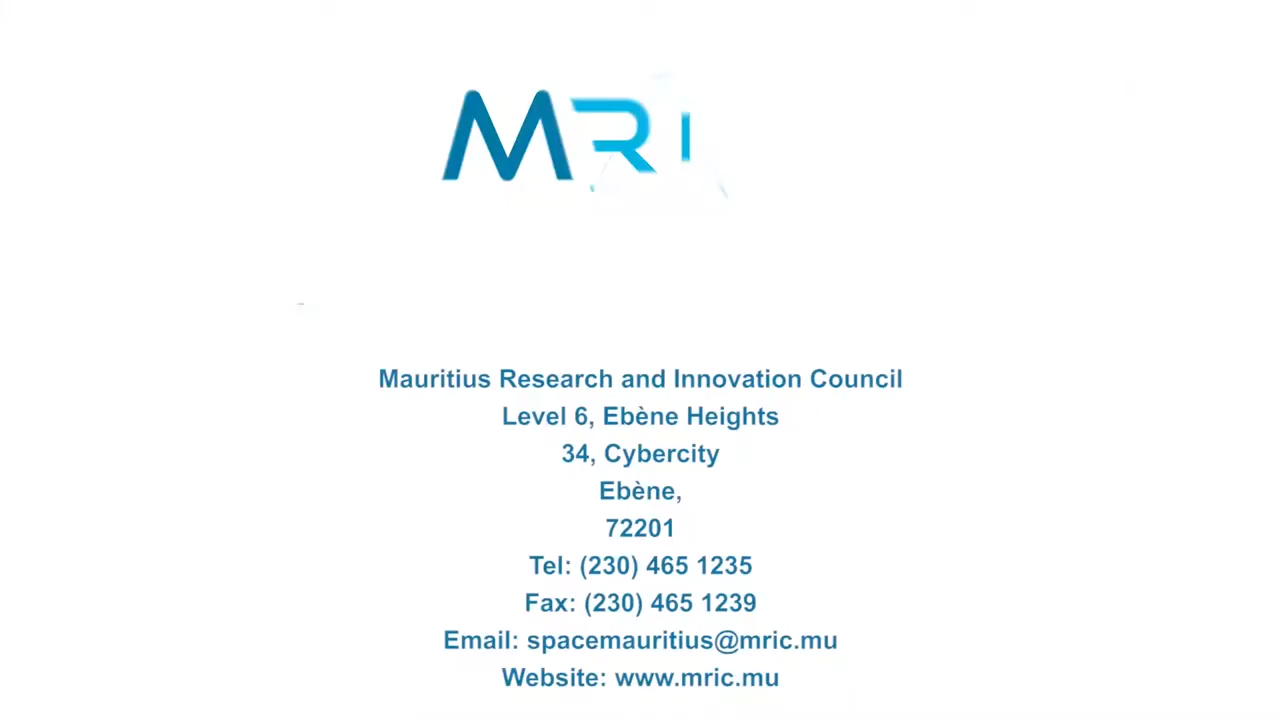 MRI
Mauritius Research and Innovation Council
Level 6, Ebène Heights
34, Cybercity
Ebène,
72201
Tel: (230) 465 1235
Fax: (230) 465 1239
Email: spacemauritius@mric.mu
Website: www.mric.mu